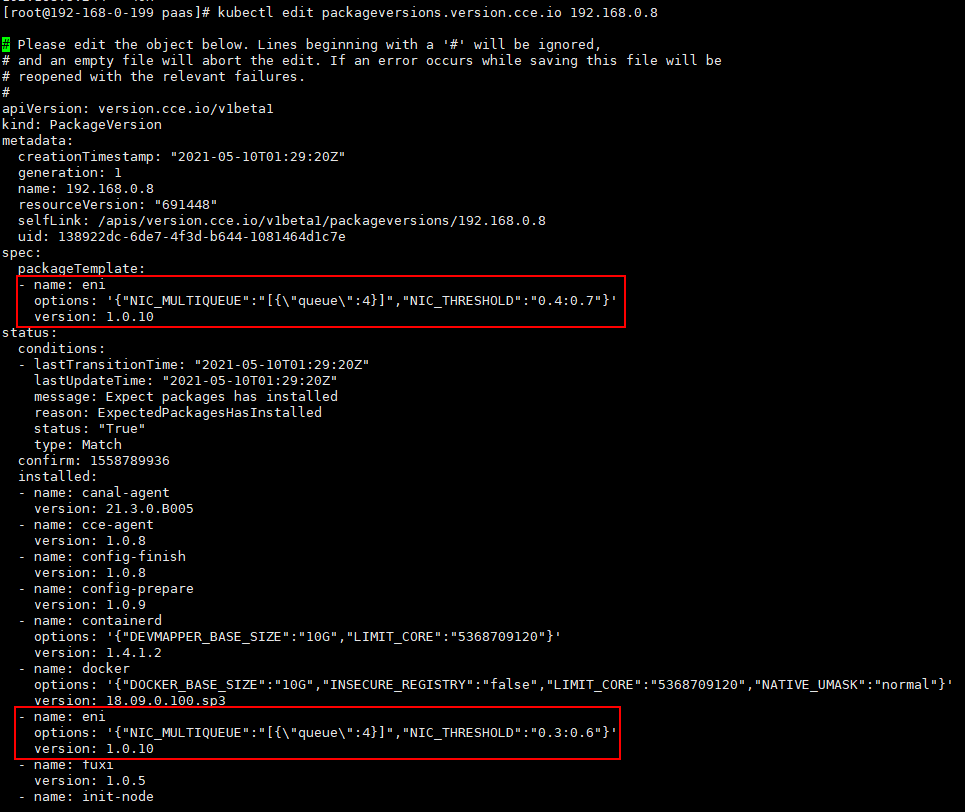 [root@192-168-0-199 paas]# kubectl edit packageversions.version.cce.io 192.168.0.8
# Please edit the object below. Lines beginning with a '#' will be ignored,
# and an empty file will abort the edit. If an error occurs while saving this file will be
# reopened with the relevant failures.
#
apiVersion: version.cce.io/v1beta1
kind: PackageVersion
metadata:
  creationTimestamp: "2021-05-10T01:29:20Z"
  generation: 1
  name: 192.168.0.8
  resourceVersion: "691448"
  selfLink: /apis/version.cce.io/v1beta1/packageversions/192.168.0.8
  uid: 138922dc-6de7-4f3d-b644-1081464d1c7e
spec:
  packageTemplate:
  - name: eni
    options: '{"NIC_MULTIQUEUE":"[{\"queue\":4}]","NIC_THRESHOLD":"0.4:0.7"}'
    version: 1.0.10
status:
  conditions:
  - lastTransitionTime: "2021-05-10T01:29:20Z"
    lastUpdateTime: "2021-05-10T01:29:20Z"
    message: Expect packages has installed
    reason: ExpectedPackagesHasInstalled
    status: "True"
    type: Match
  confirm: 1558789936
  installed:
  - name: canal-agent
    version: 21.3.0.B005
  - name: cce-agent
    version: 1.0.8
  - name: config-finish
    version: 1.0.8
  - name: config-prepare
    version: 1.0.9
  - name: containerd
    options: '{"DEVMAPPER_BASE_SIZE":"10G","LIMIT_CORE":"5368709120"}'
    version: 1.4.1.2
  - name: docker
    options: '{"DOCKER_BASE_SIZE":"10G","INSECURE_REGISTRY":"false","LIMIT_CORE":"5368709120","NATIVE_UMASK":"normal"}'
    version: 18.09.0.100.sp3
  - name: eni
    options: '{"NIC_MULTIQUEUE":"[{\"queue\":4}]","NIC_THRESHOLD":"0.3:0.6"}'
    version: 1.0.10
  - name: fuxi
    version: 1.0.5
  - name: init-node